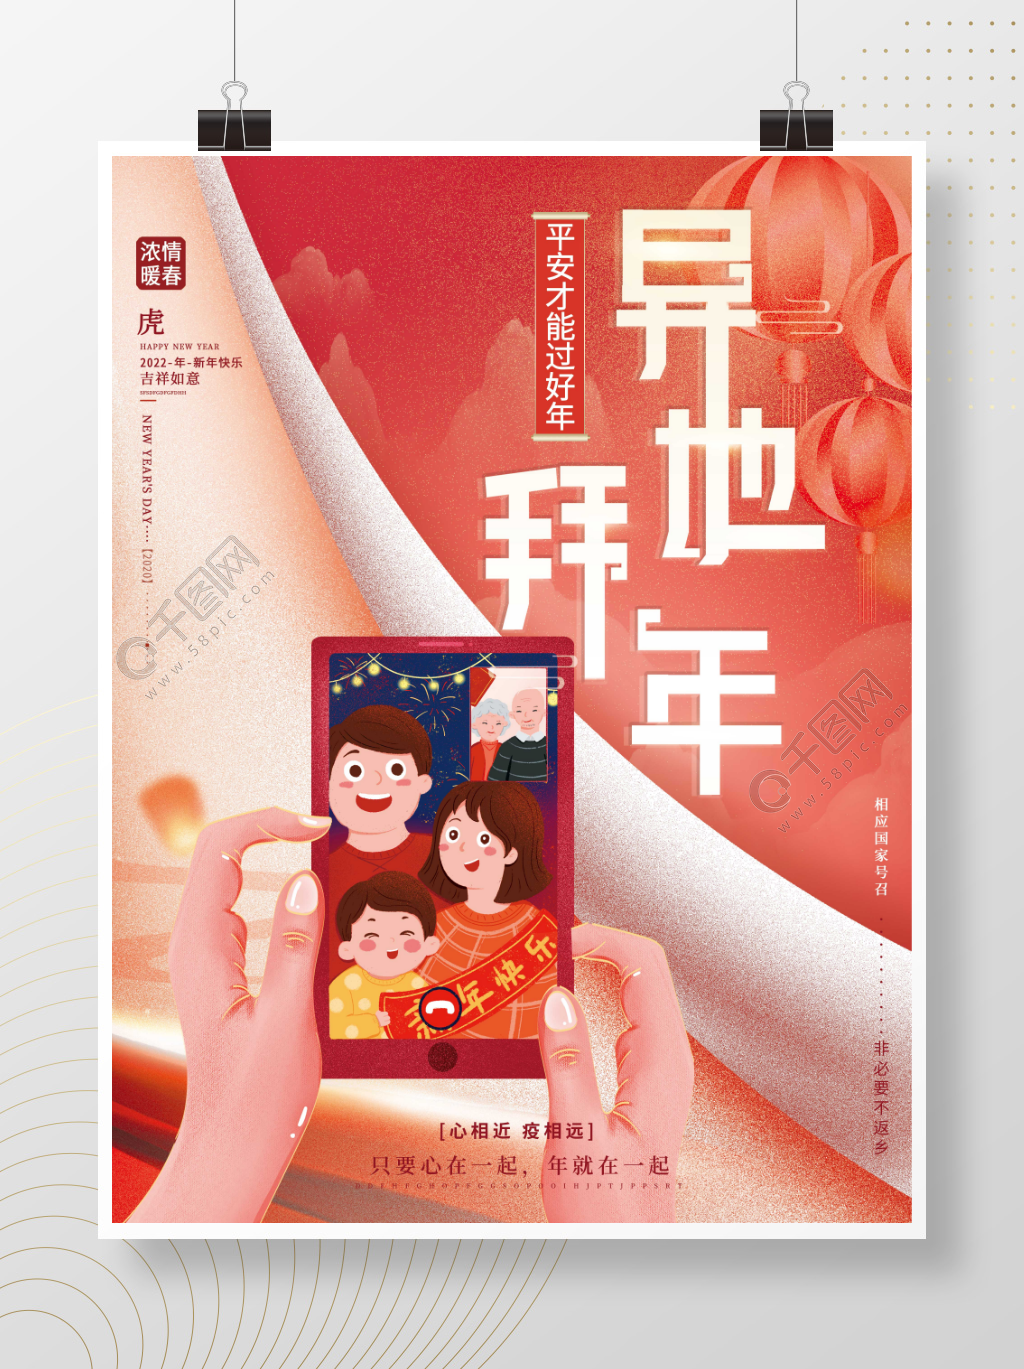 浓情
暖春
虎
HAPPY NEW YEAR
2022-年-新年快乐
吉祥如意
NEW YEAR'S DAY····【2020】
平安才能过好年
异地
拜年
新年快乐
相应国家号召
非必要不返乡
[心相近 疫相远]
只要心在一起，年就在一起
千图网
www.58pic.com
千图网
www.58pic.com